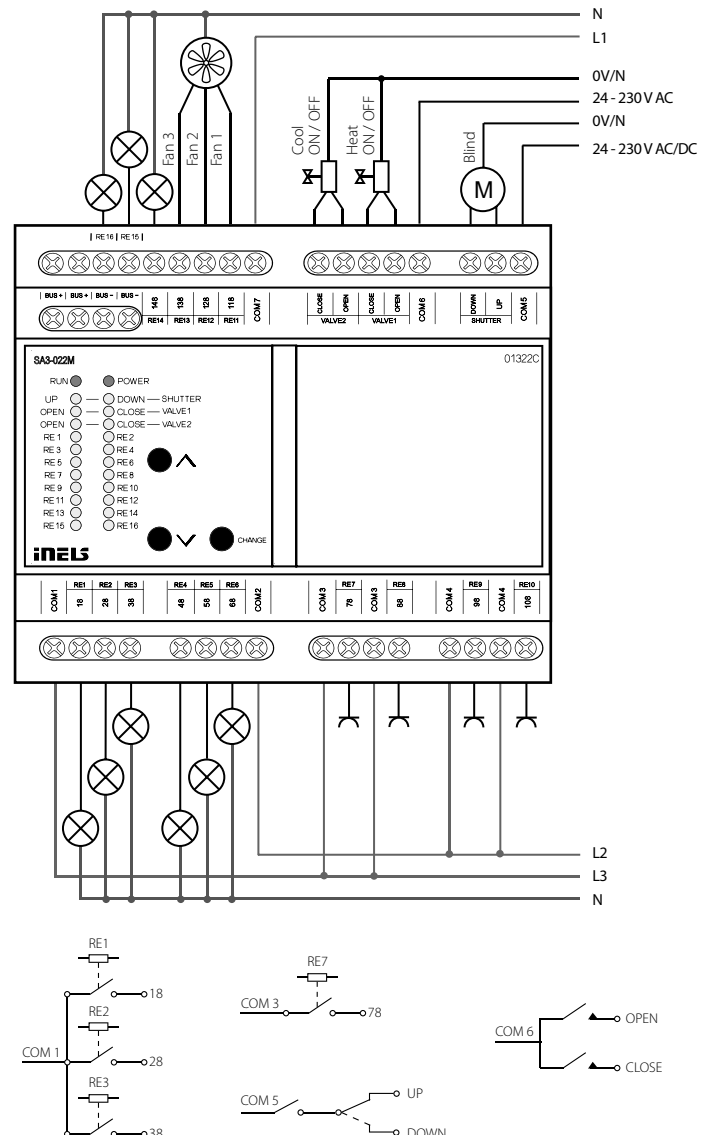 N
L1
0V/N
24 - 230 V AC
0V/N
24 - 230 V AC/DC
Fan 3
Fan 2
Fan 1
Cool
ON / OFF
Heat
ON / OFF
Blind
M
RE16 RE15
BUS + BUS + BUS - BUS -
148 138 128 118 COM7
RE14 RE13 RE12 RE11
CLOSE OPEN CLOSE OPEN COM6
VALVE2 VALVE1
DOWN UP COM5
SHUTTER
SA3-022M
01322C
RUN POWER
UP DOWN SHUTTER
OPEN CLOSE VALVE1
OPEN CLOSE VALVE2
RE1 RE2
RE3 RE4
RE5 RE6
RE7 RE8
RE9 RE10
RE11 RE12
RE13 RE14
RE15 RE16
CHANGE
iNELS
COM1 RE1 RE2 RE3 RE4 RE5 RE6 COM2 COM3 RE7 COM3 RE8 COM4 RE9 COM4 RE10
18 28 38 48 58 68 78 88 98 108
L2
L3
N
RE1
18
RE2
COM 1
28
RE3
38
RE7
COM 3
78
COM 5
UP
DOWN
COM 6
OPEN
CLOSE